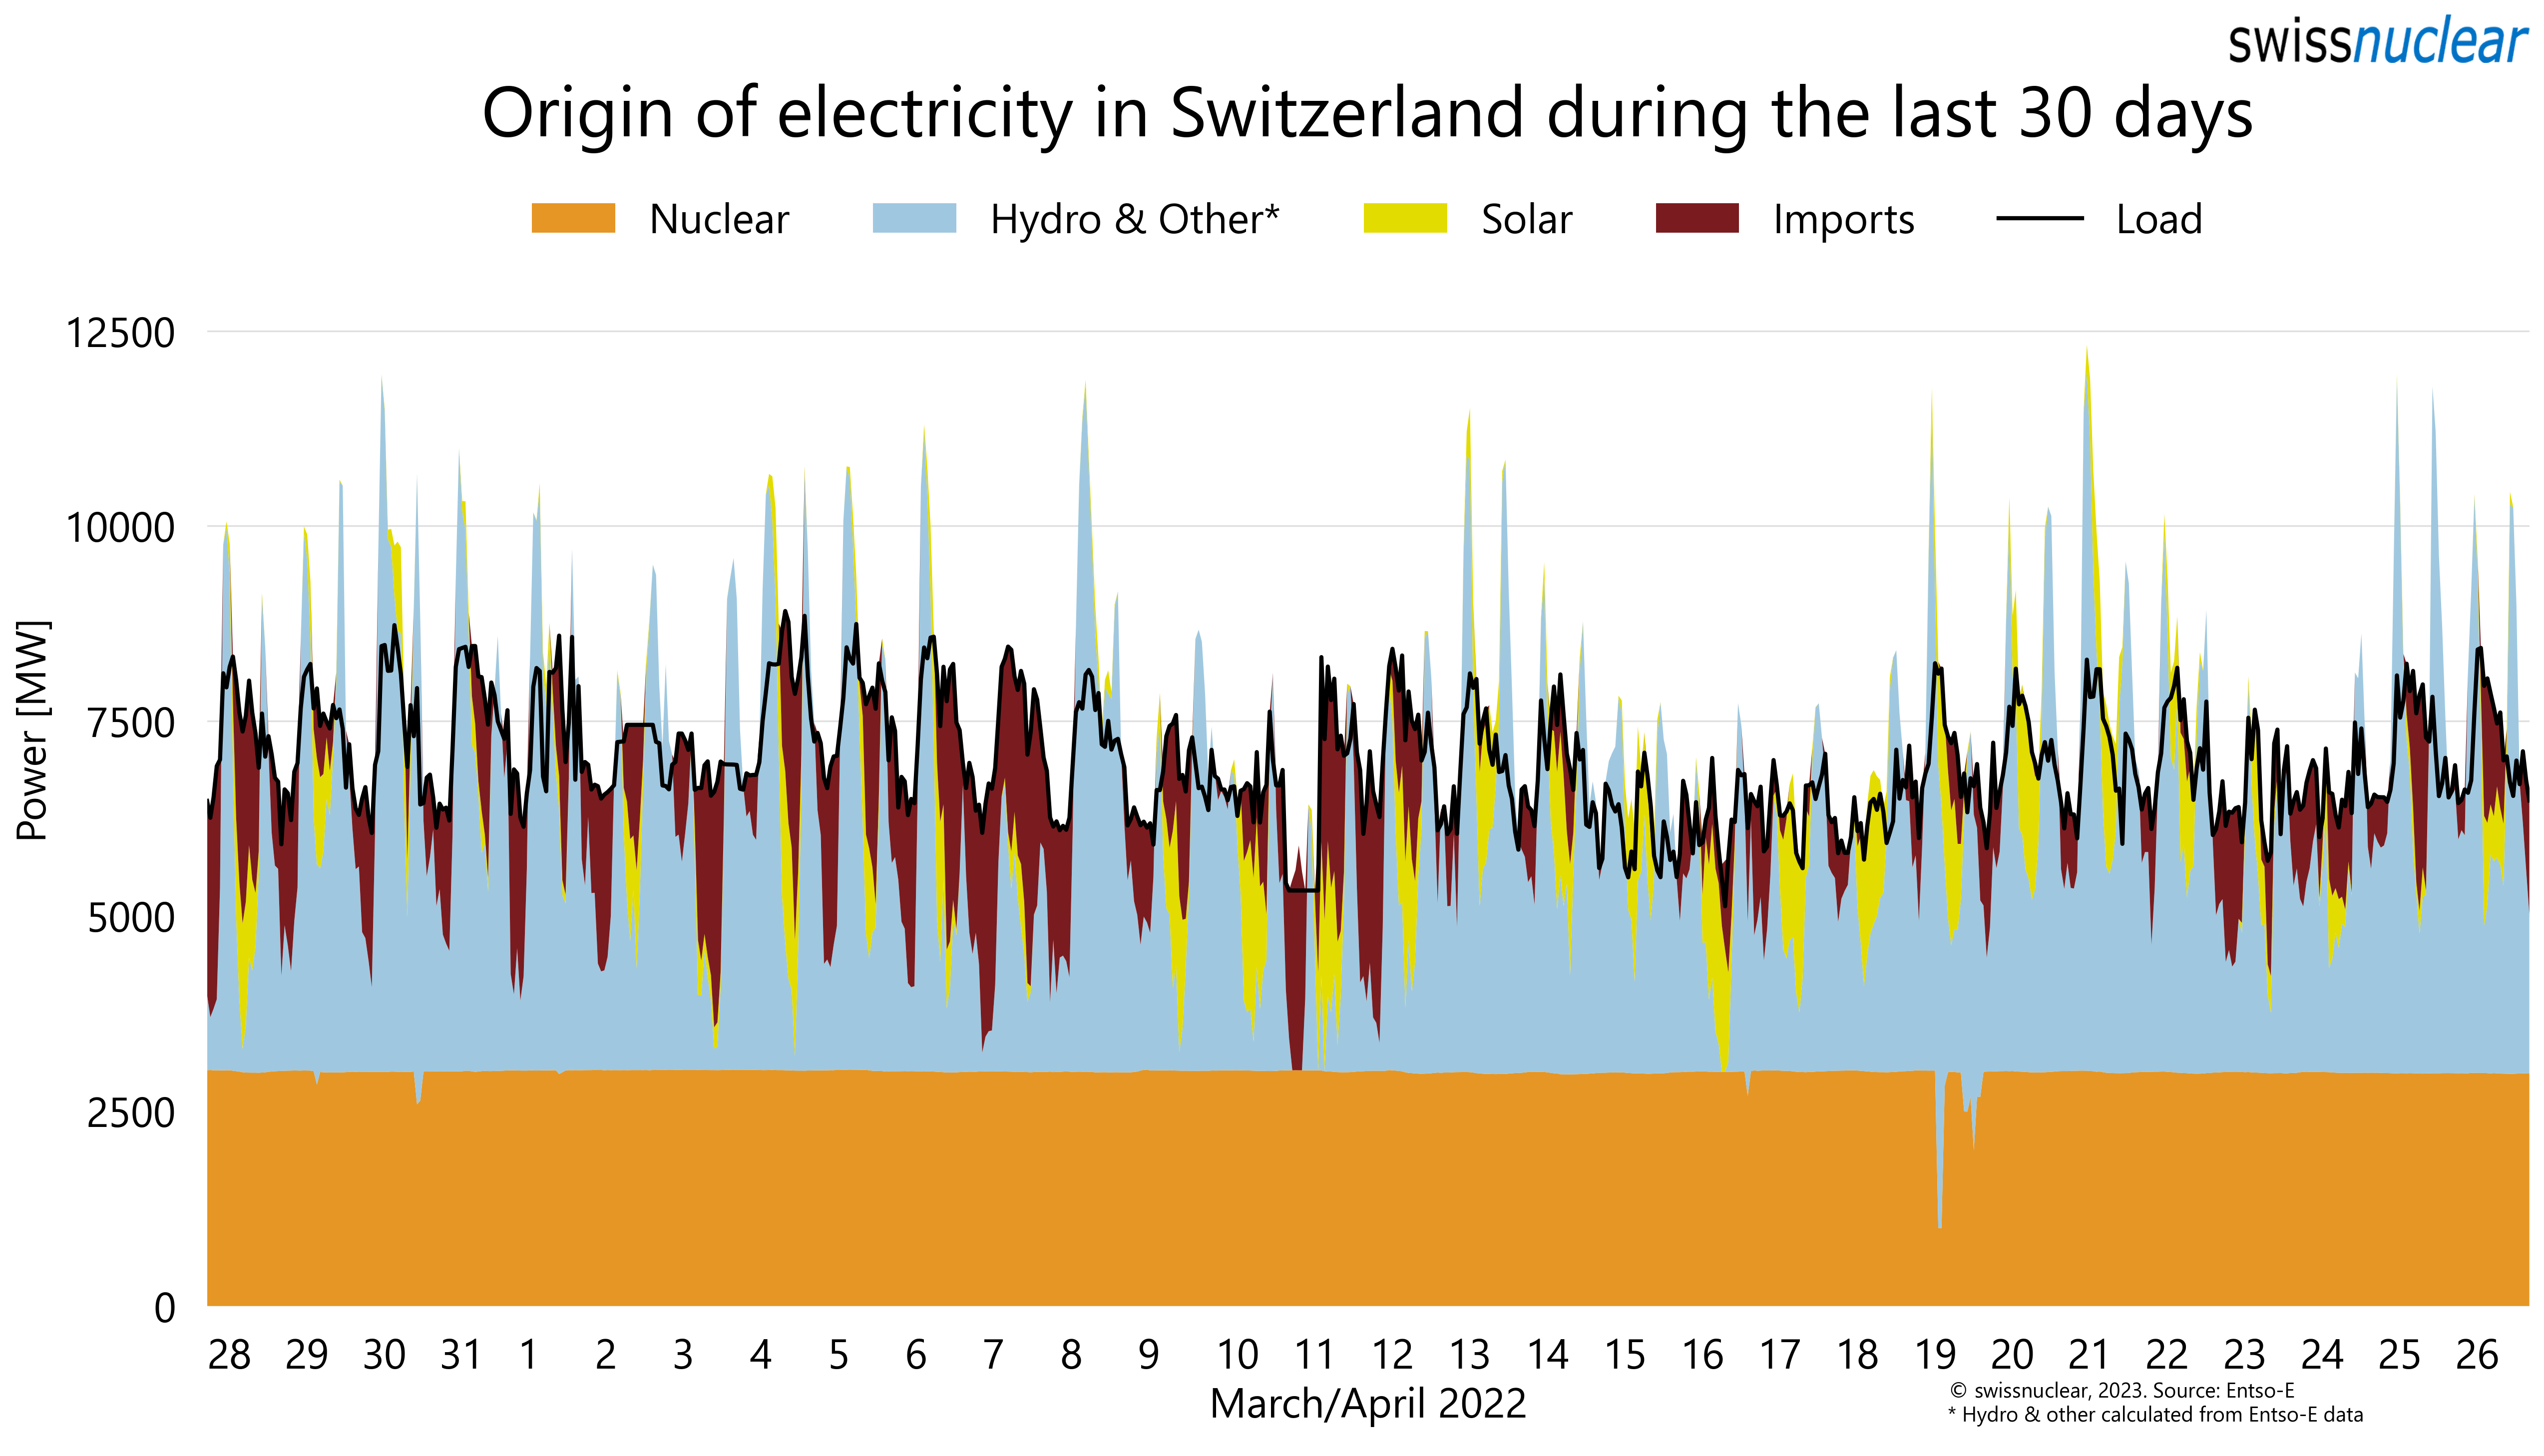 swissnuclear
Origin of electricity in Switzerland during the last 30 days
Nuclear Hydro & Other* Solar Imports Load
12500
10000
7500
5000
2500
0
Power [MW]
28 29 30 31 1 2 3 4 5 6 7 8 9 10 11 12 13 14 15 16 17 18 19 20 21 22 23 24 25 26
March/April 2022
© swissnuclear, 2023. Source: Entso-E
* Hydro & other calculated from Entso-E data